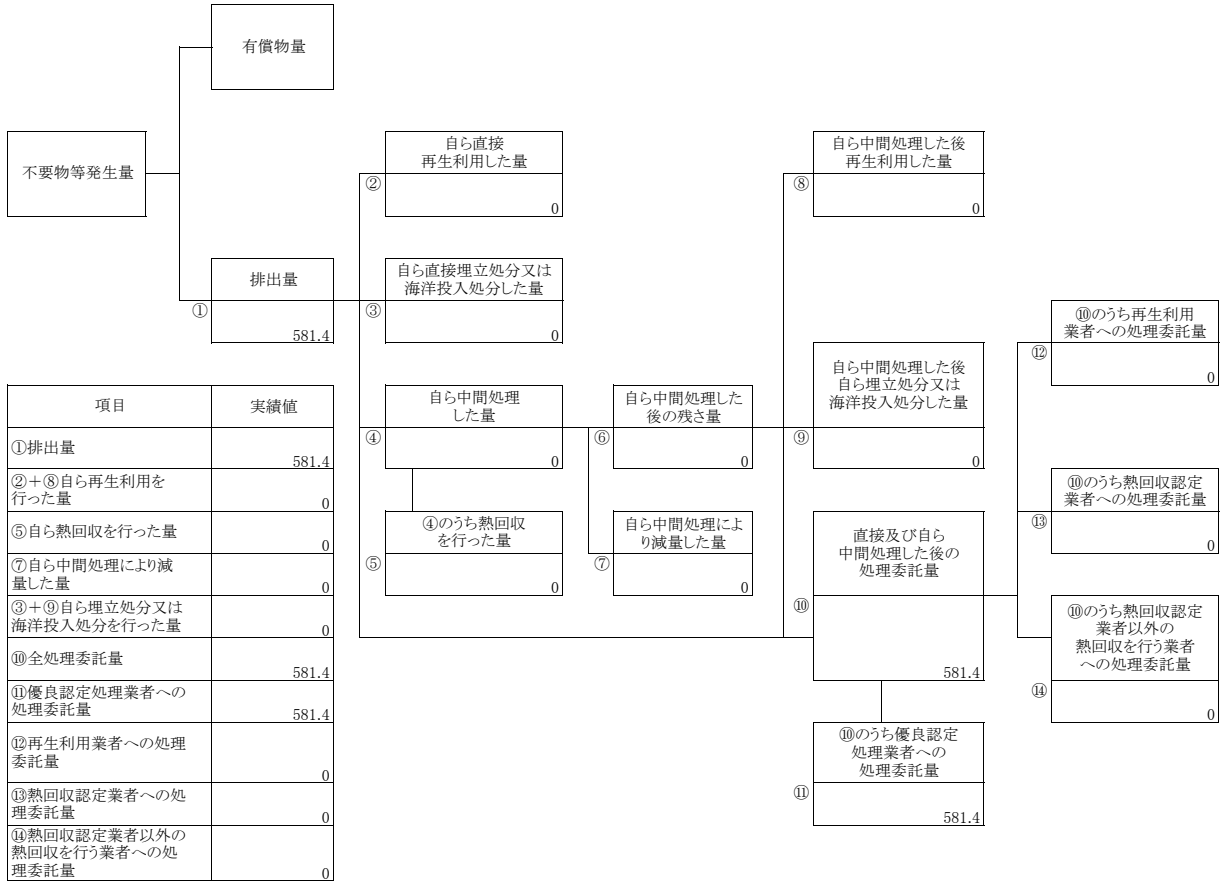 有償物量
不要物等発生量
自ら直接
再生利用した量
②
0
自ら中間処理した後
再生利用した量
⑧
0
排出量
①
581.4
自ら直接埋立処分又は
海洋投入処分した量
③
0
⑩のうち再生利用
業者への処理委託量
⑫
0
自ら中間処理
した量
④
0
自ら中間処理した
後の残さ量
⑥
0
自ら中間処理した後
自ら埋立処分又は
海洋投入処分した量
⑨
0
⑩のうち熱回収認定
業者への処理委託量
⑬
0
④のうち熱回収
を行った量
⑤
0
自ら中間処理によ
り減量した量
⑦
0
直接及び自ら
中間処理した後の
処理委託量
⑩
581.4
⑩のうち熱回収認定
業者以外の
熱回収を行う業者
への処理委託量
⑭
0
⑩のうち優良認定
処理業者への
処理委託量
⑪
581.4
項目
実績値
①排出量
581.4
②+⑧自ら再生利用を
行った量
0
⑤自ら熱回収を行った量
0
⑦自ら中間処理により減
量した量
0
③+⑨自ら埋立処分又は
海洋投入処分を行った量
0
⑩全処理委託量
581.4
⑪優良認定処理業者への
処理委託量
581.4
⑫再生利用業者への処理
委託量
0
⑬熱回収認定業者への処
理委託量
0
⑭熱回収認定業者以外の
熱回収を行う業者への処
理委託量
0